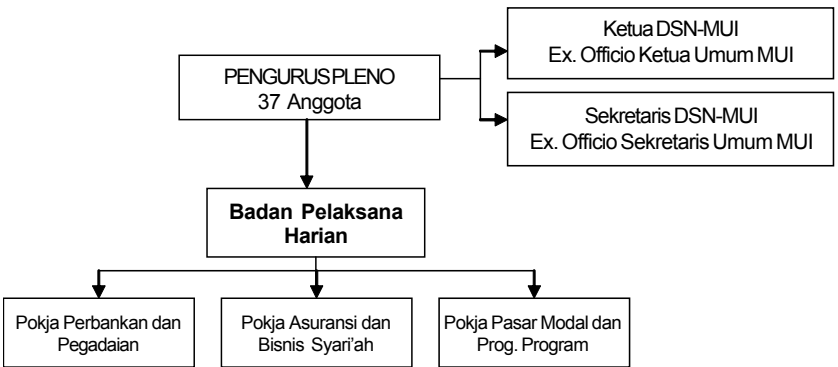 Ketua DSN-MUI
Ex. Officio Ketua Umum MUI
PENGURUS PLENO
37 Anggota
Sekretaris DSN-MUI
Ex. Officio Sekretaris Umum MUI
Badan Pelaksana
Harian
Pokja Perbankan dan
Pegadaian
Pokja Asuransi dan
Bisnis Syari'ah
Pokja Pasar Modal dan
Prog. Program